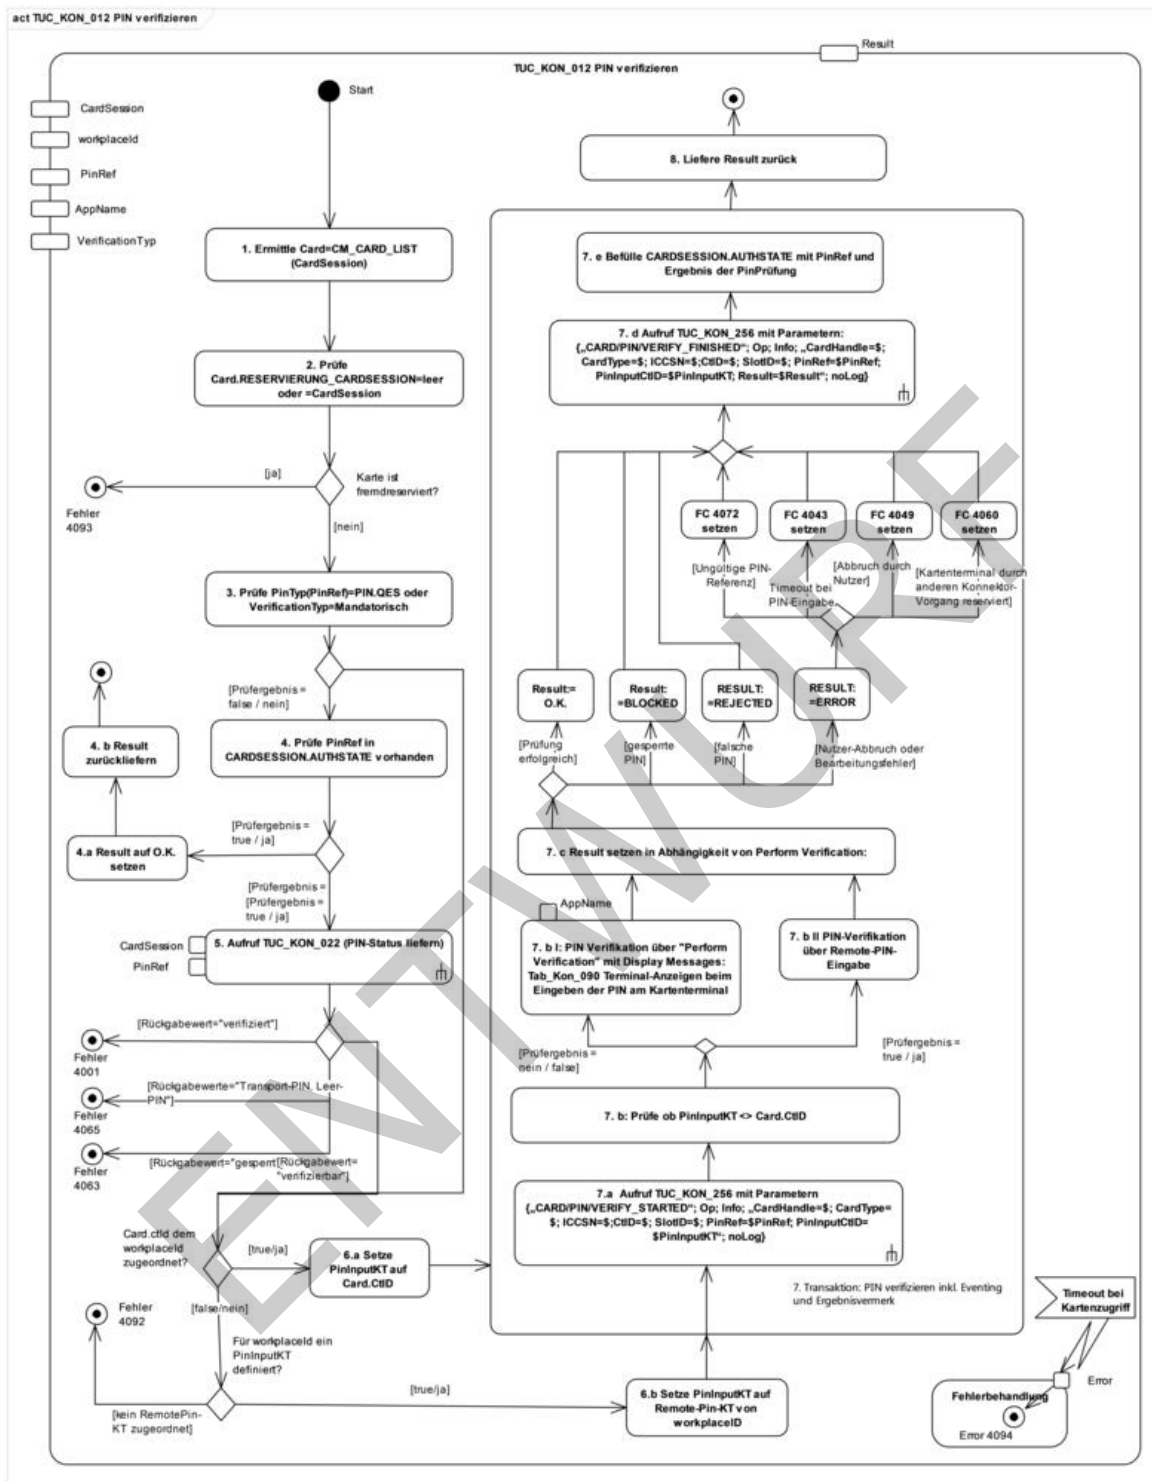 act TUC_KON_012 PIN verifizieren
Result
TUC_KON_012 PIN verifizieren
CardSession
workplaceId
PinRef
AppName
VerificationTyp
Start
1. Ermittle Card=CM_CARD_LIST
(CardSession)
2. Prüfe
Card.RESERVIERUNG_CARDSESSION=leer
oder =CardSession
[ja]
Karte ist
fremdreserviert?
Fehler
4093
[nein]
3. Prüfe PinTyp(PinRef)=PIN.QES oder
VerificationTyp=Mandatorisch
[Prüfergebnis =
false / nein]
4. b Result
zurückliefern
4. Prüfe PinRef in
CARDSESSION.AUTHSTATE vorhanden
[Prüfergebnis =
true / ja]
4.a Result auf O.K.
setzen
[Prüfergebnis =
[Prüfergebnis =
true / ja]
CardSession
PinRef
5. Aufruf TUC_KON_022 (PIN-Status liefern)
[Rückgabewert="verifiziert"]
Fehler
4001
[Rückgabewerte="Transport-PIN, Leer-
PIN"]
Fehler
4065
[Rückgabewert="gesperrt
[Rückgabewert=
"verifizierbar"]
Fehler
4063
Card.ctId dem
workplaceId
zugeordnet?
[true/ja]
6.a Setze
PinInputKT auf
Card.CtID
[false/nein]
Fehler
4092
Für workplaceId ein
PinInputKT
definiert?
[true/ja]
[kein RemotePin-
KT zugeordnet]
6.b Setze PinInputKT auf
Remote-Pin-KT von
workplaceID
8. Liefere Result zurück
7. e Befülle CARDSESSION.AUTHSTATE mit PinRef und
Ergebnis der PinPrüfung
7. d Aufruf TUC_KON_256 mit Parametern:
{„CARD/PIN/VERIFY_FINISHED“; Op; Info; „CardHandle=$;
CardType=$; ICCSN=$;CtID=$; SlotID=$; PinRef=$PinRef;
PinInputCtID=$PinInputKT; Result=$Result“; noLog}
FC 4072
setzen
FC 4043
setzen
FC 4049
setzen
FC 4060
setzen
[Ungültige PIN-
Referenz]
Timeout bei
PIN-Eingabe
[Abbruch durch
Nutzer]
[Kartenterminal durch
anderen Konnektor-
Vorgang reserviert]
Result:=
O.K.
Result:
=BLOCKED
RESULT:
=REJECTED
RESULT:
=ERROR
[Prüfung
erfolgreich]
[gesperrte
PIN]
[falsche
PIN]
[Nutzer-Abbruch oder
Bearbeitungsfehler]
7. c Result setzen in Abhängigkeit von Perform Verification:
AppName
7. b I: PIN Verifikation über "Perform
Verification" mit Display Messages:
Tab_Kon_090 Terminal-Anzeigen beim
Eingeben der PIN am Kartenterminal
7. b II PIN-Verifikation
über Remote-PIN-
Eingabe
[Prüfergebnis =
nein / false]
[Prüfergebnis =
true / ja]
7. b: Prüfe ob PinInputKT <> Card.CtID
7.a Aufruf TUC_KON_256 mit Parametern
{„CARD/PIN/VERIFY_STARTED“; Op; Info; „CardHandle=$; CardType=
$; ICCSN=$;CtID=$; SlotID=$; PinRef=$PinRef; PinInputCtID=
$PinInputKT“; noLog}
7. Transaktion: PIN verifizieren inkl. Eventing
und Ergebnisvermerk
Timeout bei
Kartenzugriff
Error
Fehlerbehandlung
Error 4094
ENTWURF